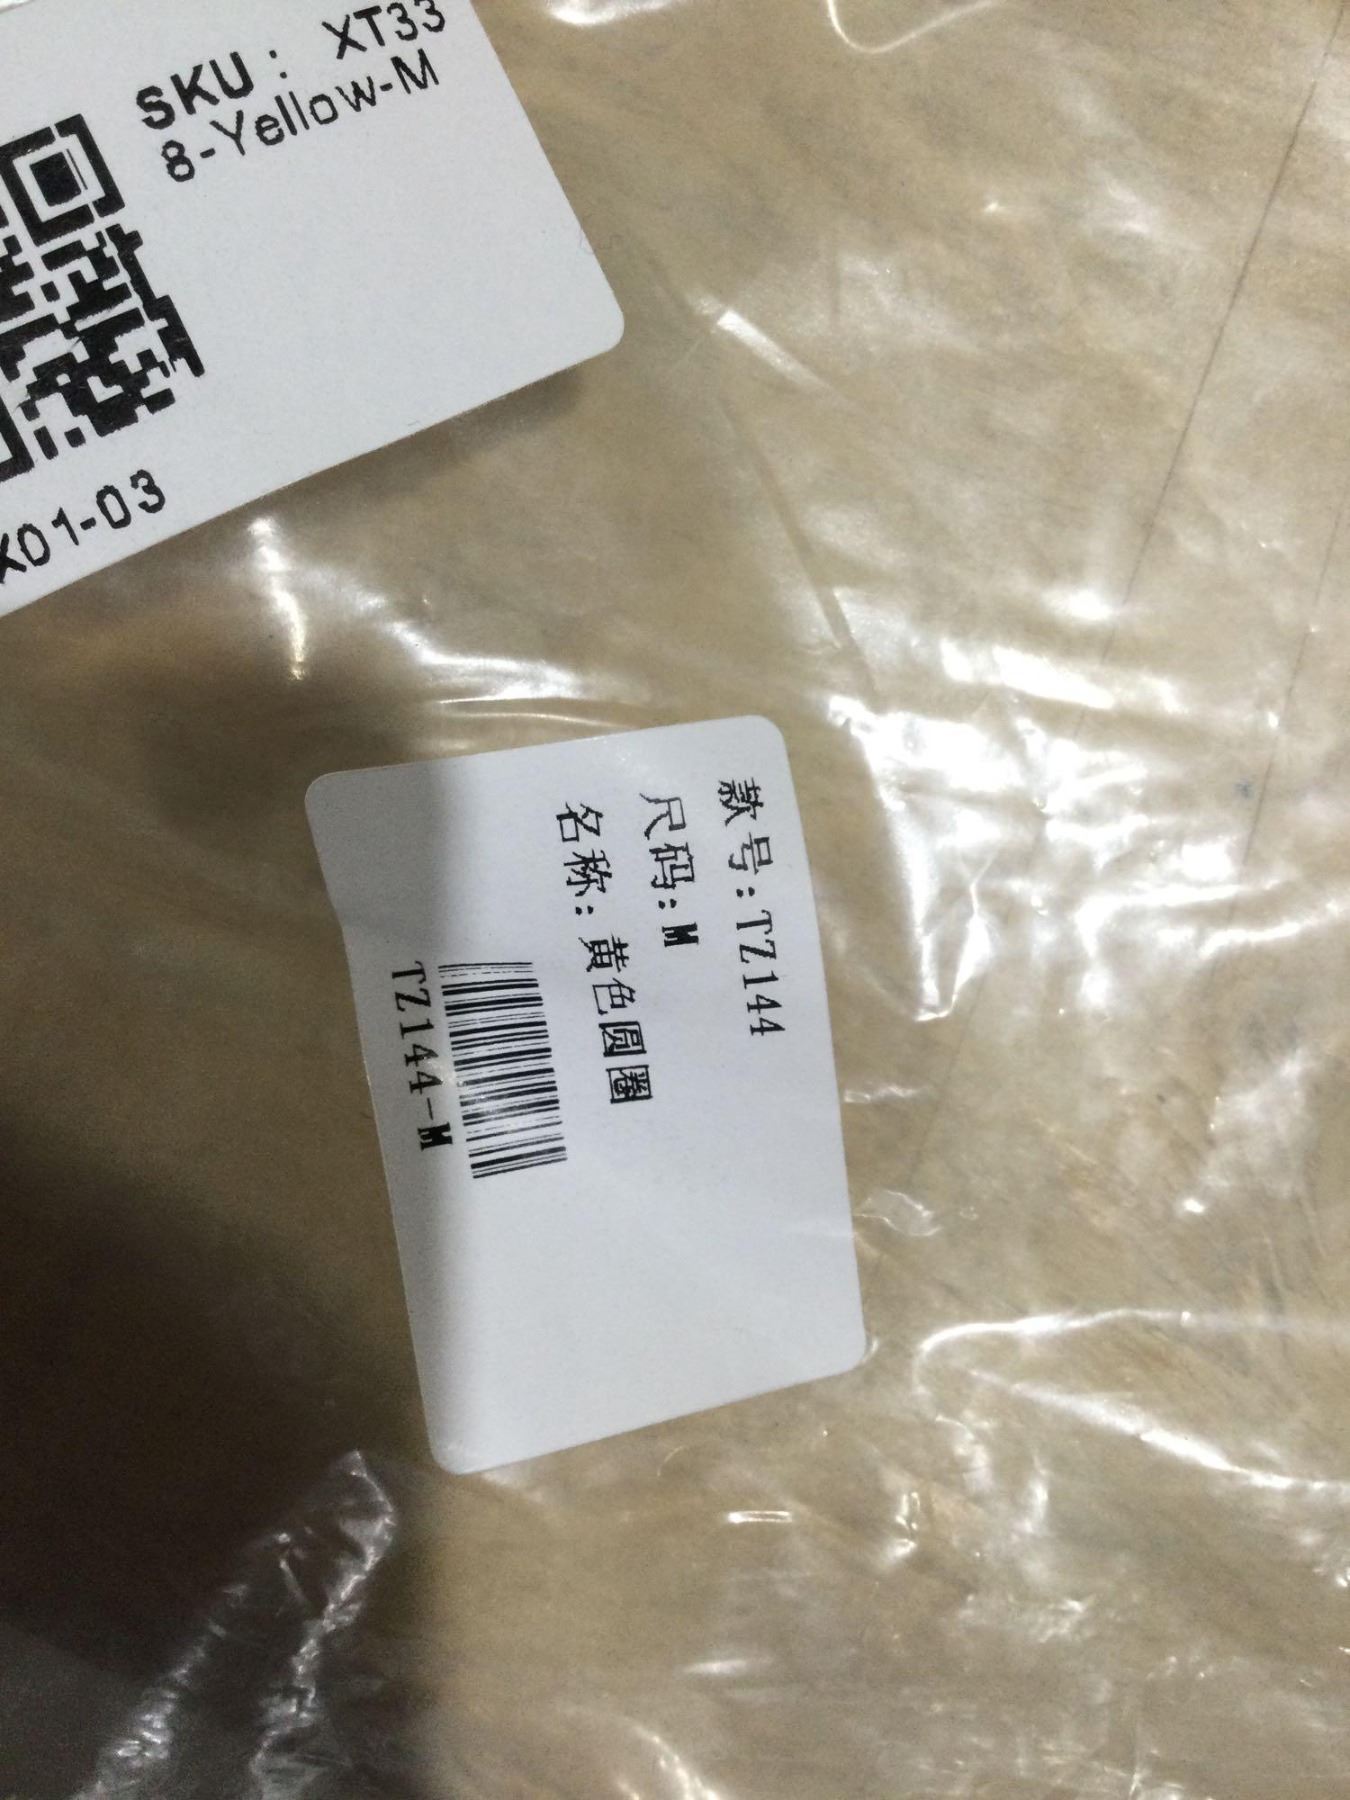 SKU： XT33
8-Yellow-M
X01-03
款号:TZ144
尺码:M
名称:黄色圆圈
TZ144-M